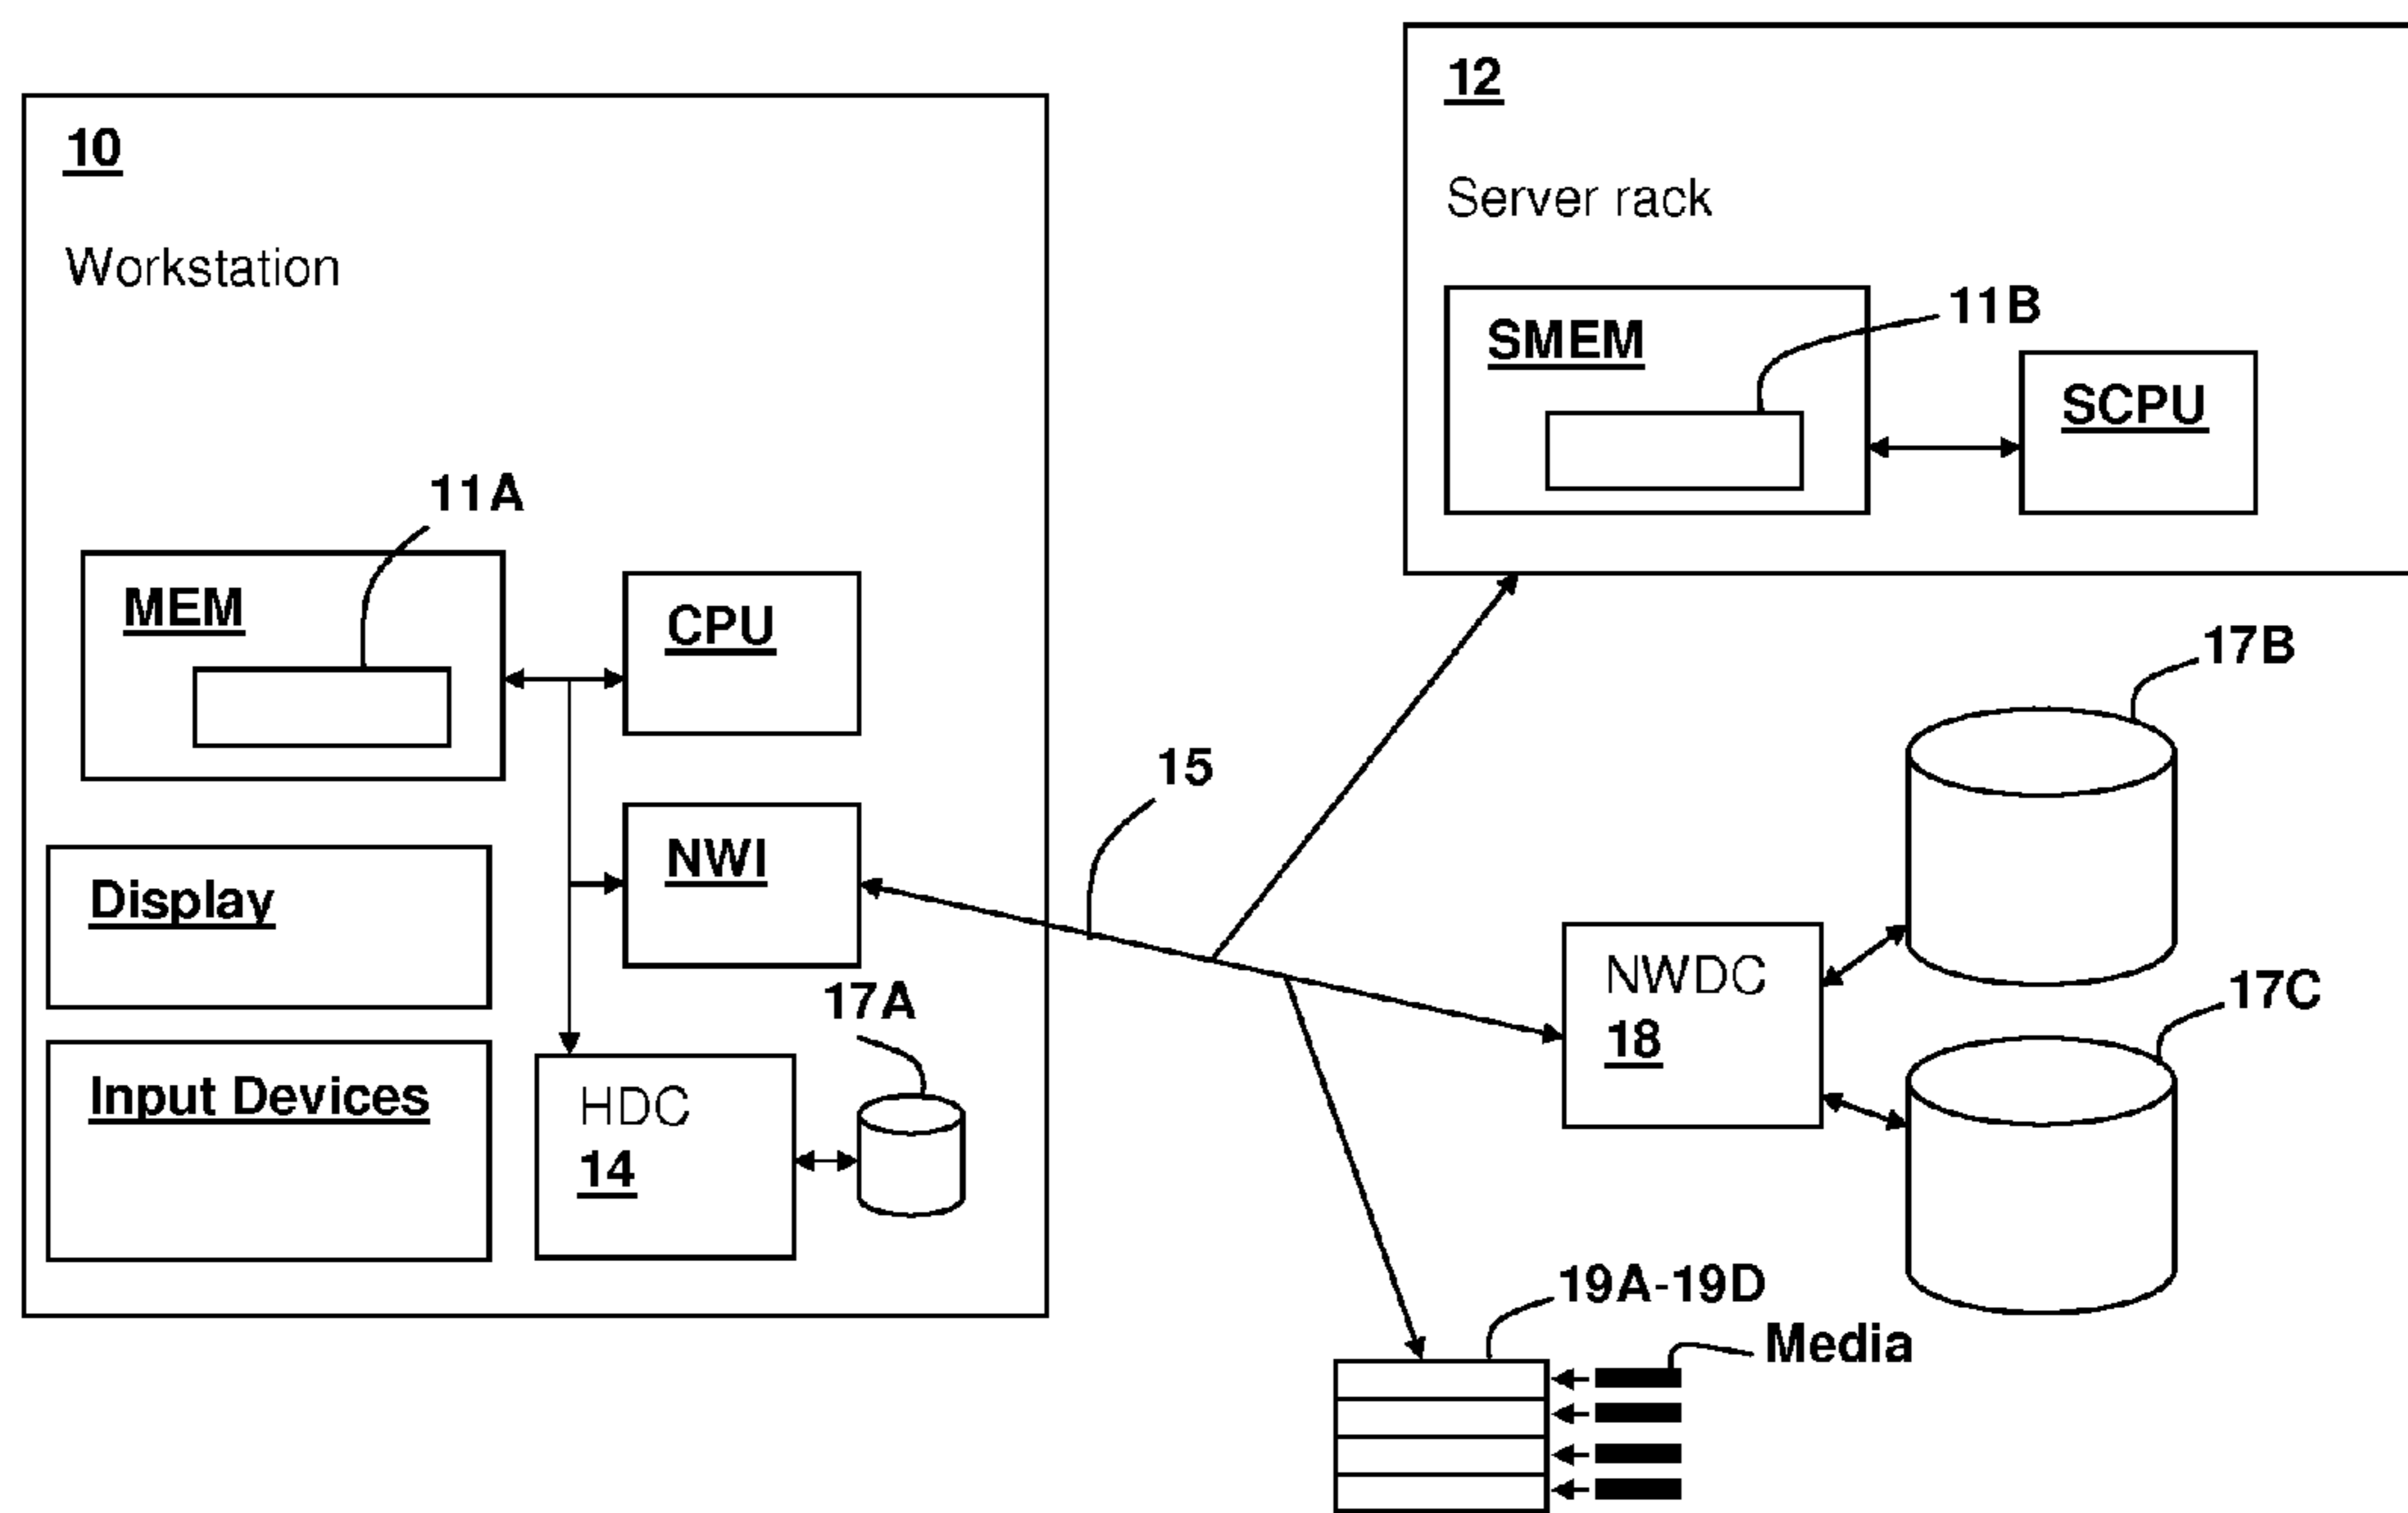 10
Workstation
11A
MEM
CPU
NWI
Display
Input Devices
HDC
14
17A
15
12
Server rack
SMEM
11B
SCPU
17B
NWDC
18
17C
19A-19D
Media